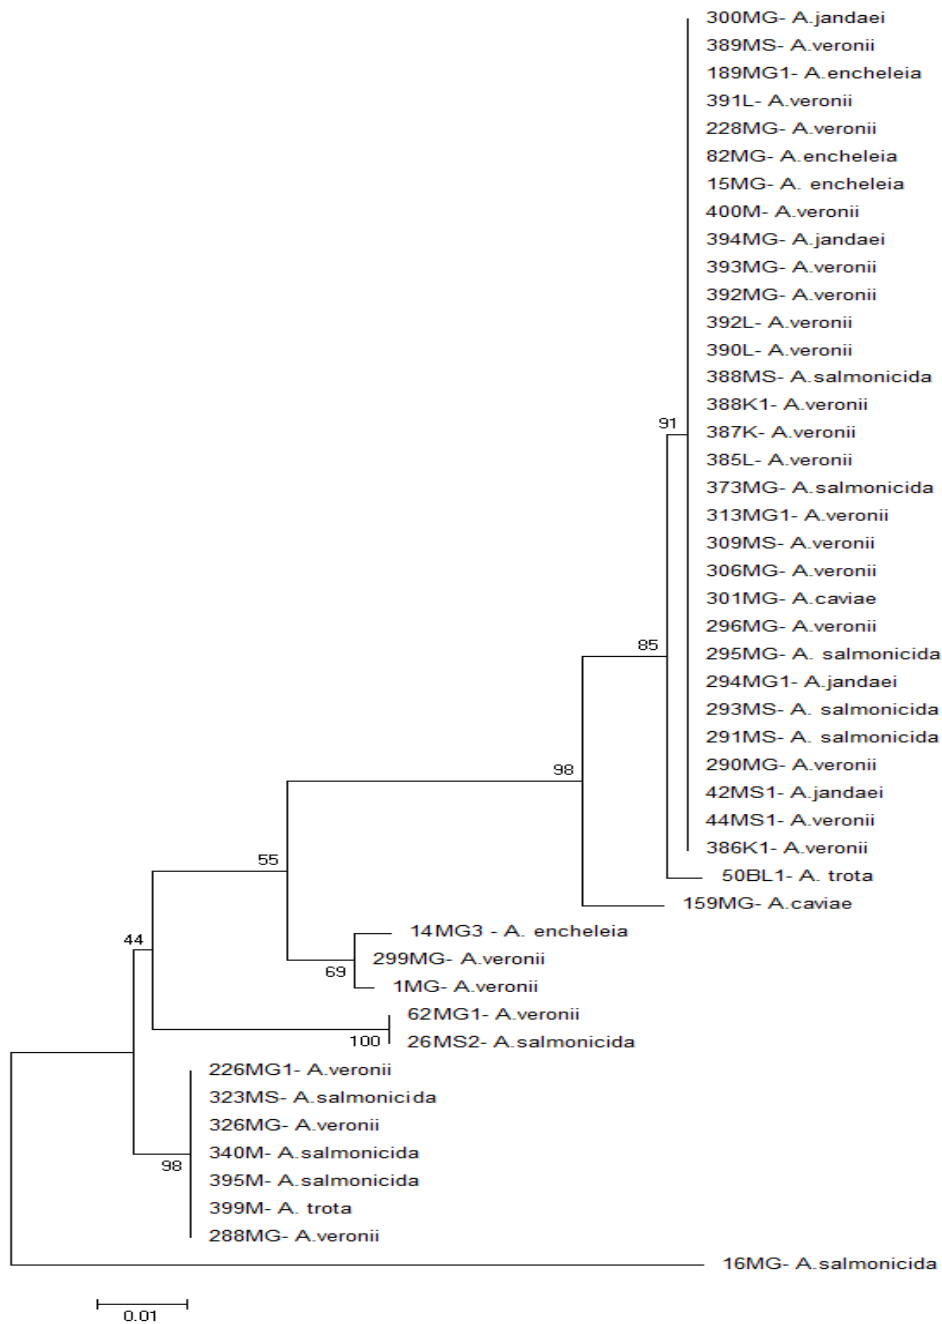 300MG- A.jandaei
389MS- A.veronii
189MG1- A.encheleia
391L- A.veronii
228MG- A.veronii
82MG- A.encheleia
15MG- A. encheleia
400M- A.veronii
394MG- A.jandaei
393MG- A.veronii
392MG- A.veronii
392L- A.veronii
390L- A.veronii
388MS- A.salmonicida
388K1- A.veronii
91
387K- A.veronii
385L- A.veronii
373MG- A.salmonicida
313MG1- A.veronii
309MS- A.veronii
306MG- A.veronii
301MG- A.caviae
296MG- A.veronii
85
295MG- A. salmonicida
294MG1- A.jandaei
293MS- A. salmonicida
291MS- A. salmonicida
290MG- A.veronii
98
42MS1- A.jandaei
44MS1- A.veronii
386K1- A.veronii
55
50BL1- A. trota
159MG- A.caviae
14MG3 - A. encheleia
44
299MG- A.veronii
69
1MG- A.veronii
62MG1- A.veronii
100
26MS2- A.salmonicida
226MG1- A.veronii
323MS- A.salmonicida
326MG- A.veronii
340M- A.salmonicida
98
395M- A.salmonicida
399M- A. trota
288MG- A.veronii
16MG- A.salmonicida
0.01